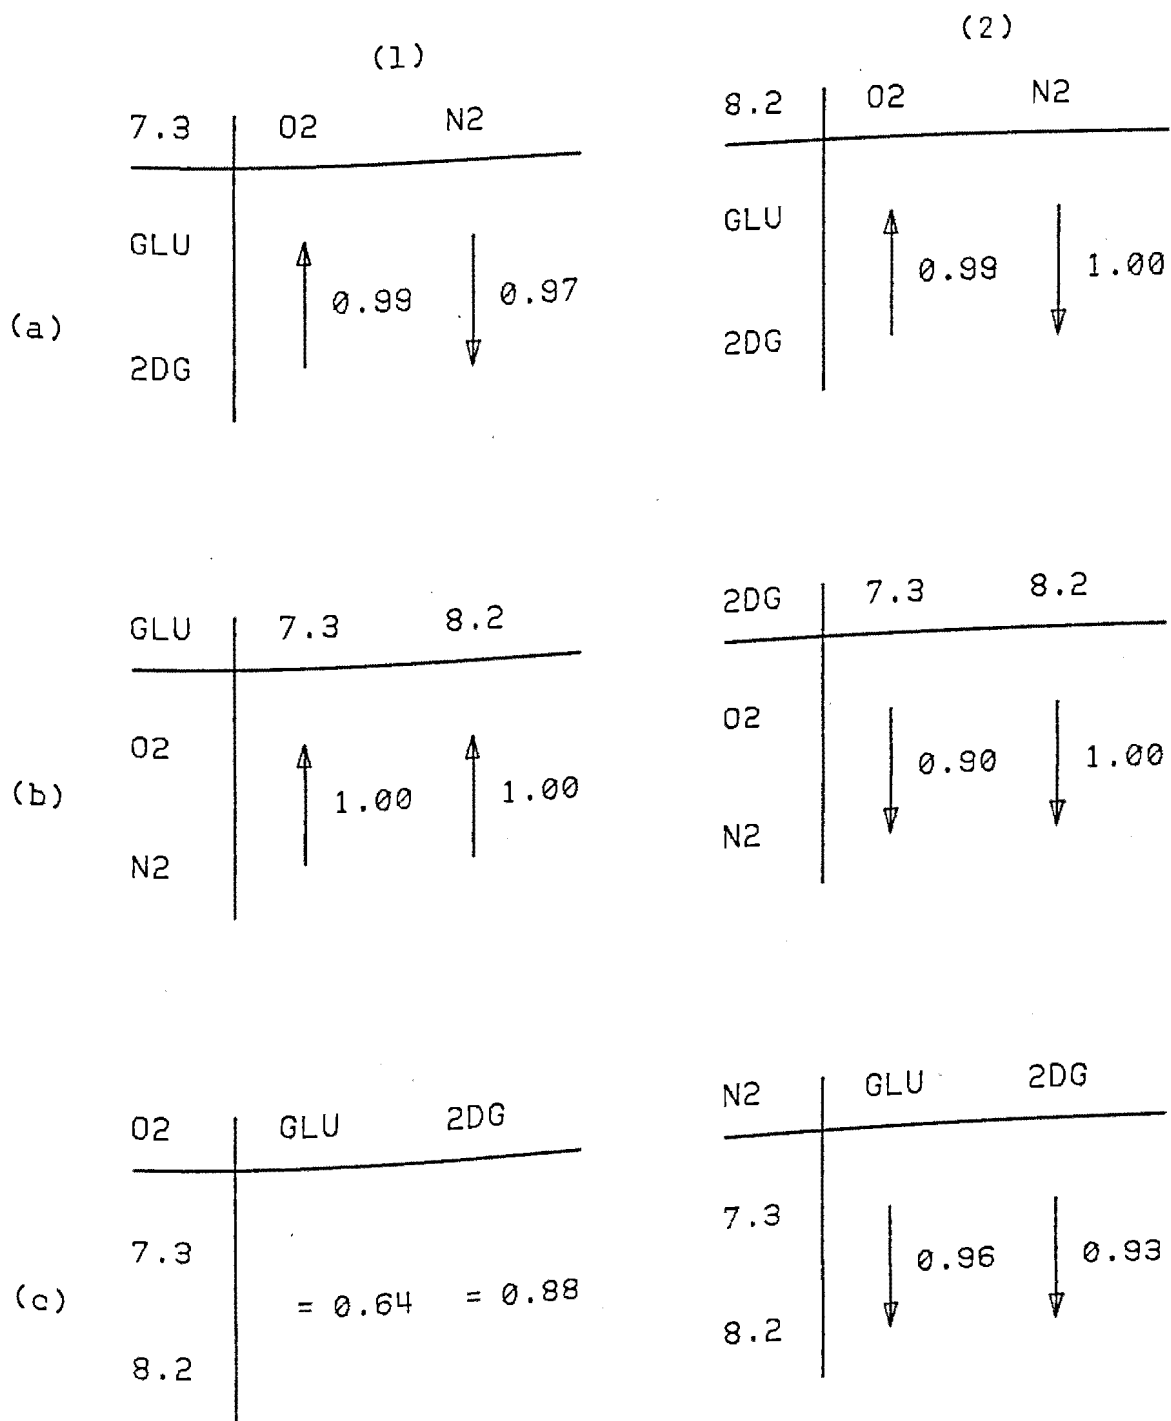 (1)
(2)
7.3 O2 N2
GLU
0.99 0.97
(a)
2DG
8.2 O2 N2
GLU
0.99 1.00
2DG
GLU 7.3 8.2
O2
1.00 1.00
(b)
N2
2DG 7.3 8.2
O2
0.90 1.00
N2
O2 GLU 2DG
7.3
= 0.64 = 0.88
(c)
8.2
N2 GLU 2DG
7.3
0.96 0.93
8.2